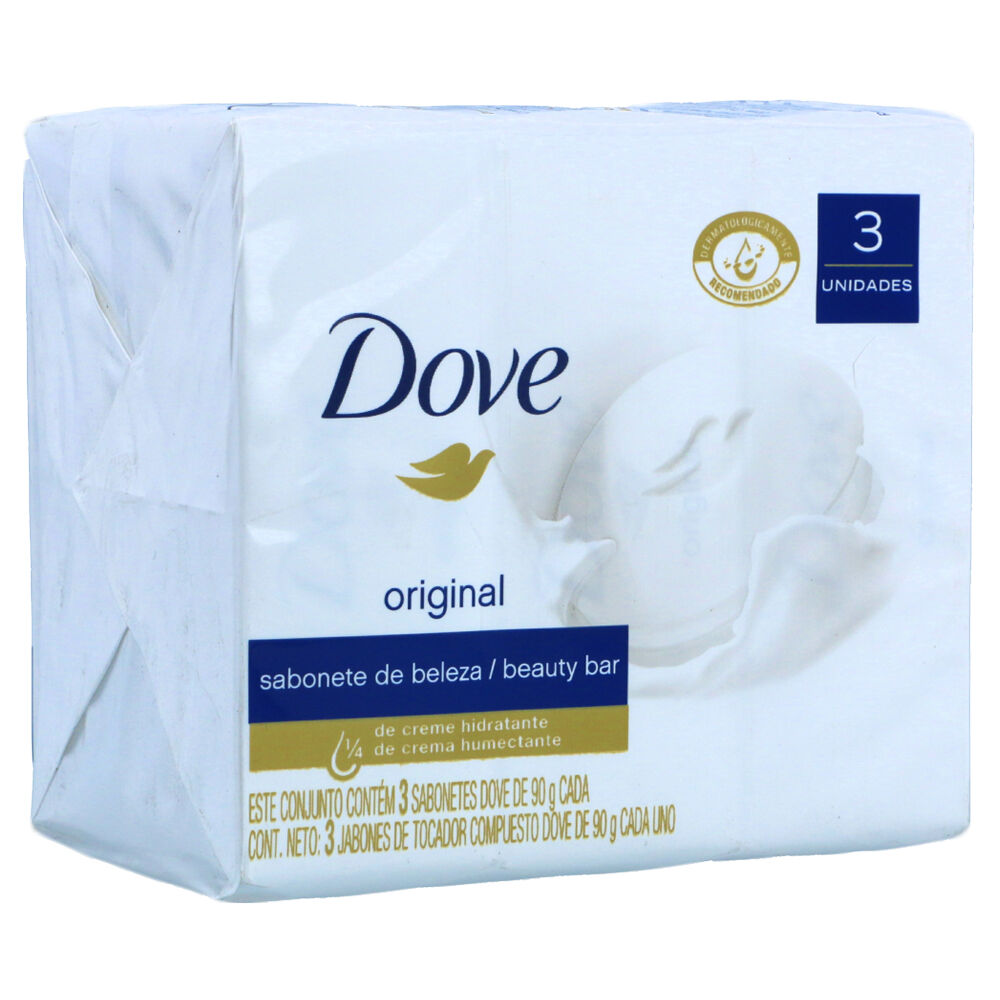 DERMATOLOGICAMENTE
RECOMENDADO
3
UNIDADES
Dove
original
sabonete de beleza / beauty bar
1/4
de creme hidratante
de crema humectante
ESTE CONJUNTO CONTÉM 3 SABONETES DOVE DE 90 g CADA
CONT. NETO: 3 JABONES DE TOCADOR COMPUESTO DOVE DE 90 g CADA UNO